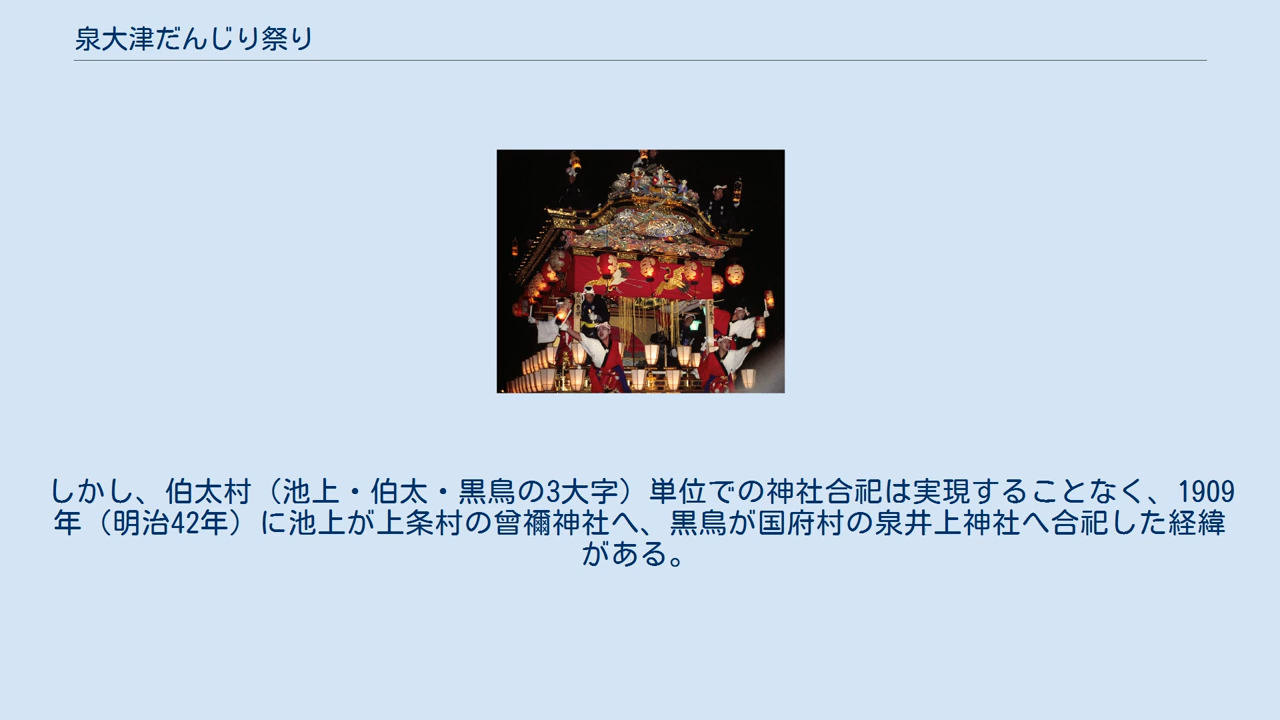 泉大津だんじり祭り
しかし、伯太村（池上・伯太・黒鳥の3大字）単位での神社合祀は実現することなく、1909
年（明治42年）に池上が上条村の曾禰神社へ、黒鳥が国府村の泉井上神社へ合祀した経緯
がある。